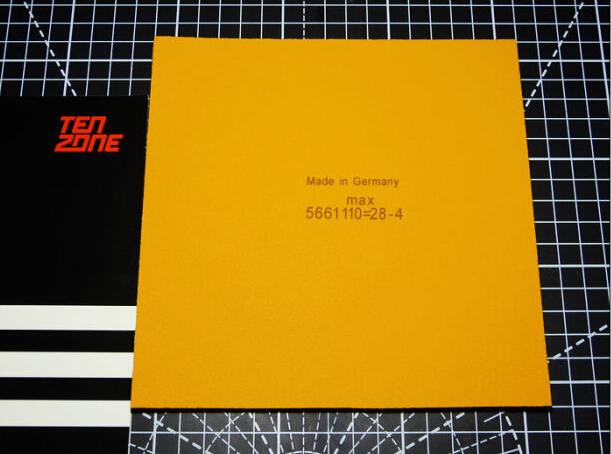 TEN
ZONE
Made in Germany
max
5661110=28-4